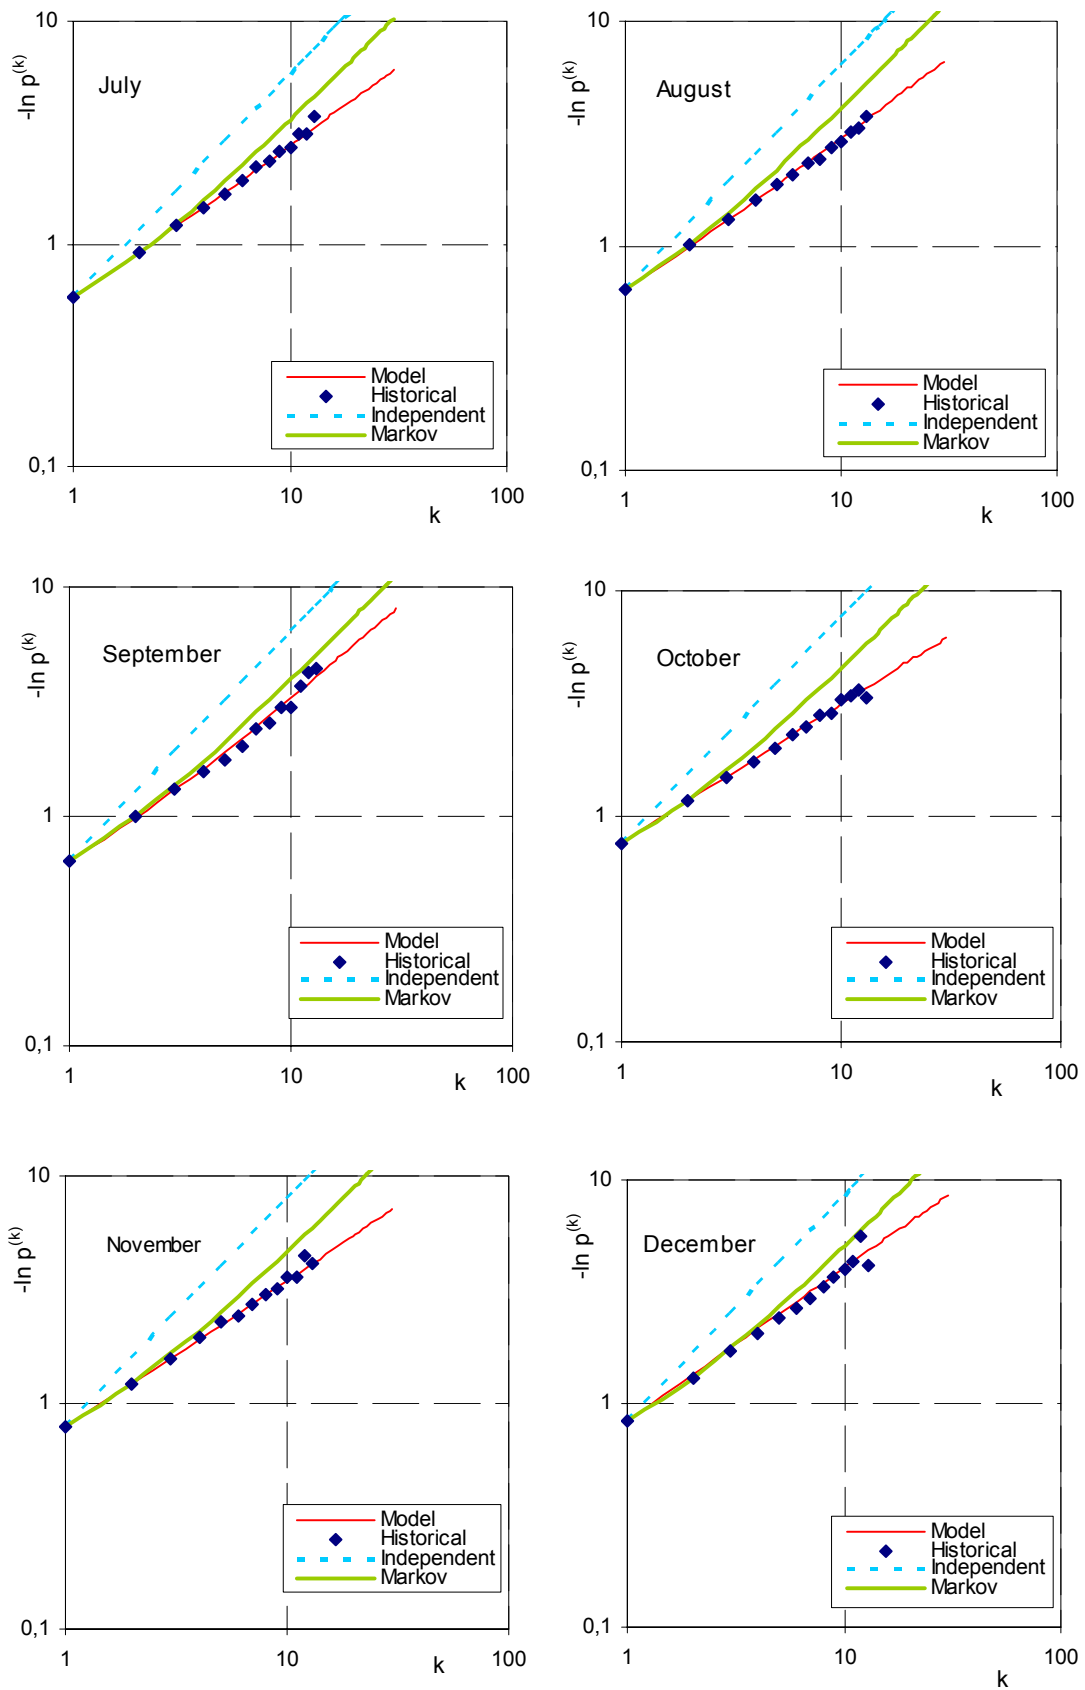 10
-ln p(k)
July
1
Model
Historical
Independent
Markov
0,1
1
10
100
k
10
-ln p(k)
August
1
Model
Historical
Independent
Markov
0,1
1
10
100
k
10
-ln p(k)
September
1
Model
Historical
Independent
Markov
0,1
1
10
100
k
10
-ln p(k)
October
1
Model
Historical
Independent
Markov
0,1
1
10
100
k
10
-ln p(k)
November
1
Model
Historical
Independent
Markov
0,1
1
10
100
k
10
-ln p(k)
December
1
Model
Historical
Independent
Markov
0,1
1
10
100
k